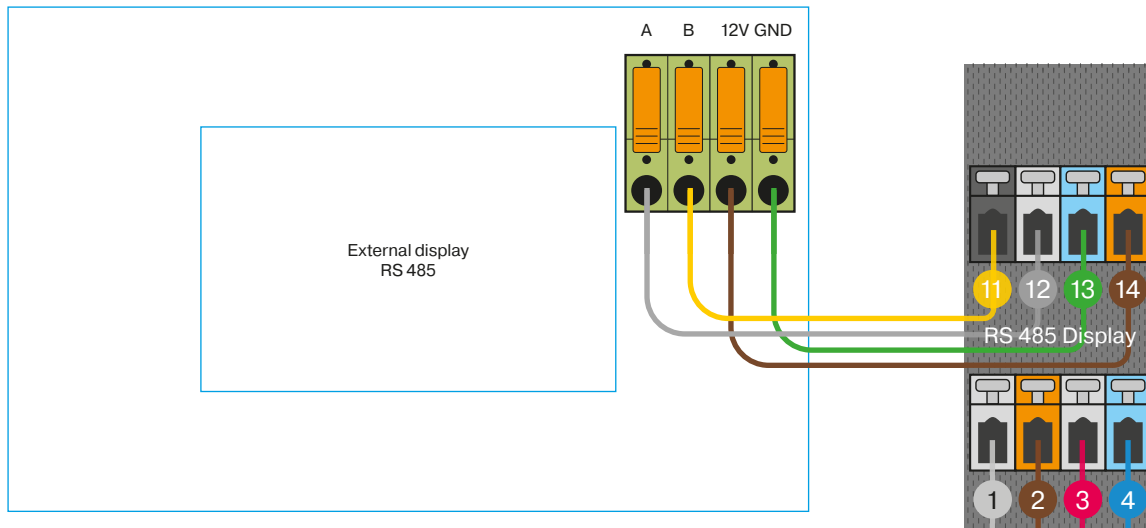 A B 12V GND
External display
RS 485
11 12 13 14
RS 485 Display
1 2 3 4